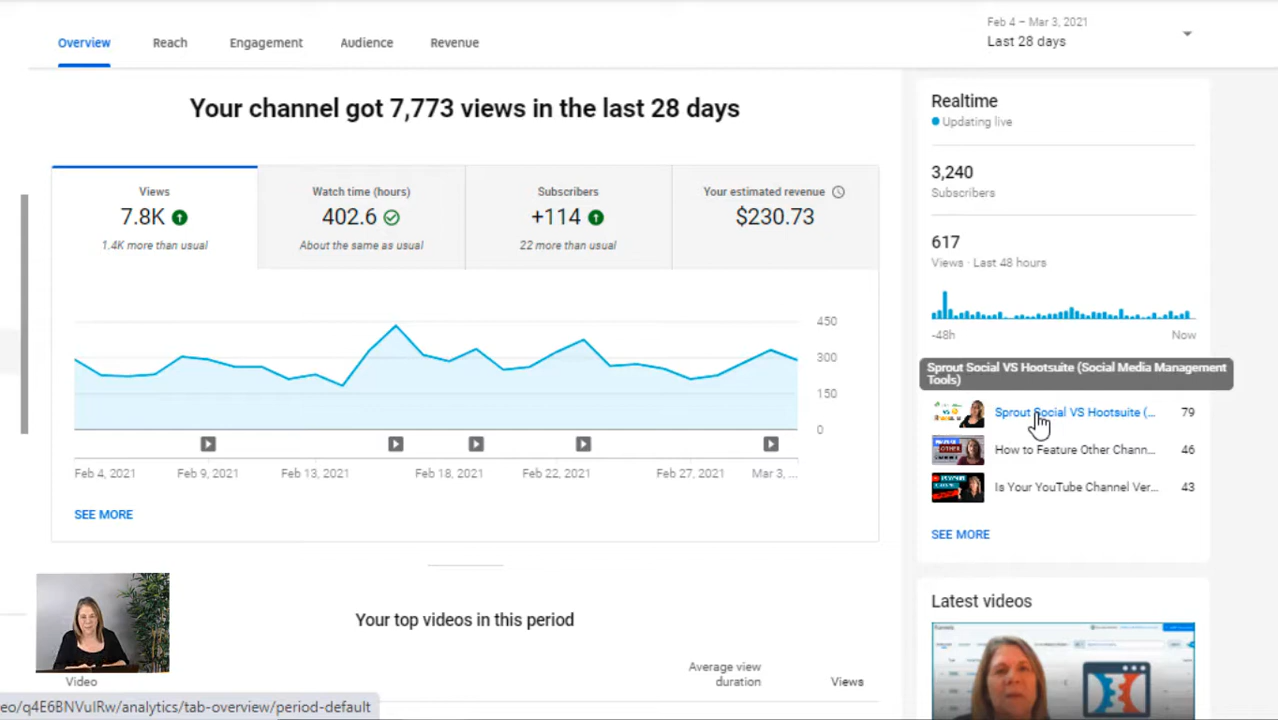 Overview
Reach
Engagement
Audience
Revenue
Feb 4 – Mar 3, 2021
Last 28 days
Your channel got 7,773 views in the last 28 days
Views
7.8K
1.4K more than usual
Watch time (hours)
402.6
About the same as usual
Subscribers
+114
22 more than usual
Your estimated revenue
$230.73
450
300
150
0
Feb 4, 2021
Feb 9, 2021
Feb 13, 2021
Feb 18, 2021
Feb 22, 2021
Feb 27, 2021
Mar 3, ...
SEE MORE
Your top videos in this period
Video
Average view
duration
Views
eo/q4E6BNVuIRw/analytics/tab-overview/period-default
Realtime
Updating live
3,240
Subscribers
617
Views · Last 48 hours
-48h
Now
Sprout Social VS Hootsuite (Social Media Management
Tools)
Sprout Social VS Hootsuite (... 79
How to Feature Other Chann... 46
Is Your YouTube Channel Ver... 43
SEE MORE
Latest videos